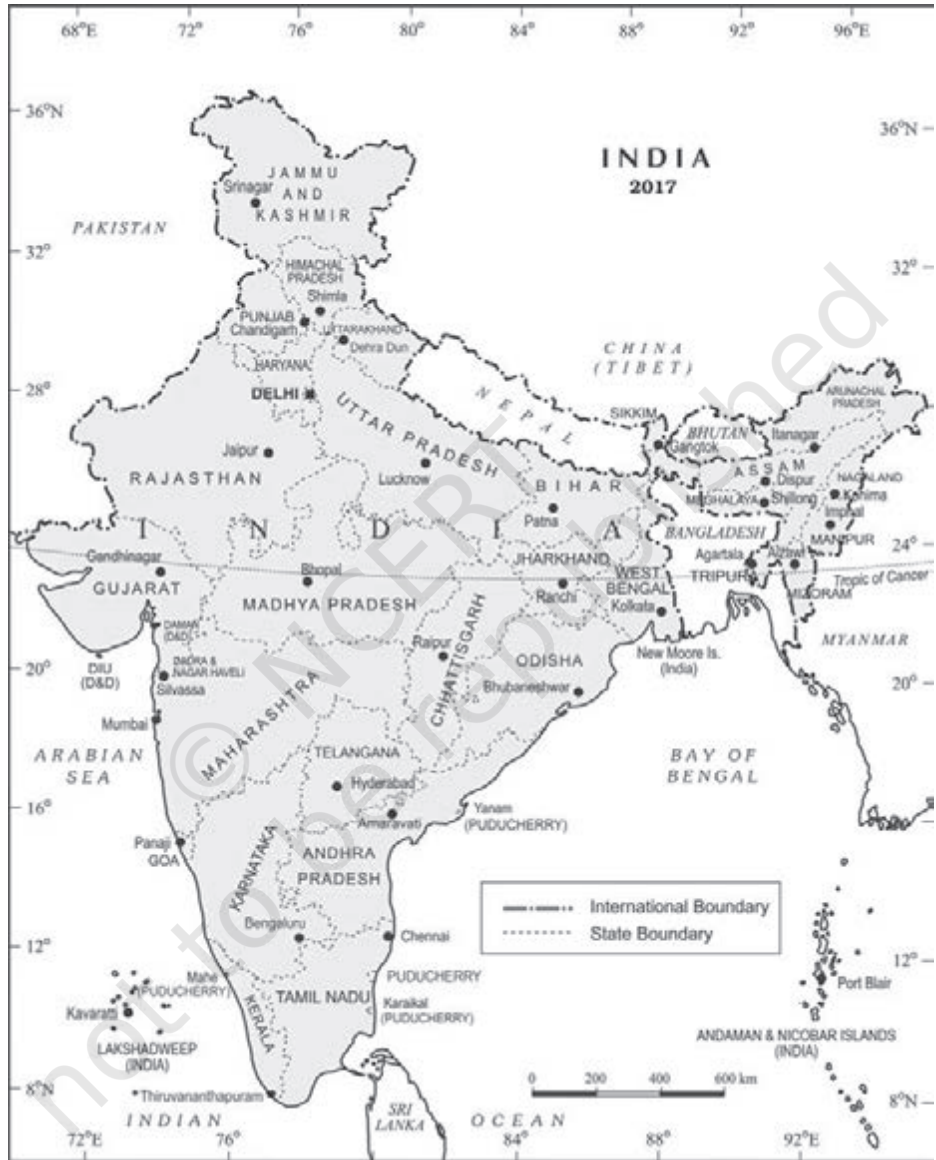 68°E
72°
76°
80°
84°
88°
92°
96°E
36°N
36°N
INDIA
2017
JAMMU
AND
KASHMIR
Srinagar
PAKISTAN
32°
32°
HIMACHAL
PRADESH
Shimla
PUNJAB
Chandigarh
UTTARAKHAND
Dehra Dun
CHINA
(TIBET)
HARYANA
28°
28°
DELHI
NEPAL
ARUNACHAL
PRADESH
SIKKIM
BHUTAN
Itanagar
Gangtok
UTTAR PRADESH
Jaipur
RAJASTHAN
Lucknow
BIHAR
Patna
ASSAM
Dispur
NAGALAND
MEGHALAYA
Shillong
Kohima
Imphal
MANIPUR
INDIA
BANGLADESH
24°
Gandhinagar
GUJARAT
Bhopal
MADHYA PRADESH
JHARKHAND
Ranchi
WEST
BENGAL
Kolkata
Agartala
TRIPURA
Aizawl
MIZORAM
Tropic of Cancer
MYANMAR
DAMAN
(D&D)
DIU
(D&D)
DADRA &
NAGAR HAVELI
Silvassa
20°
20°
Raipur
CHHATTISGARH
ODISHA
Bhubaneshwar
New Moore Is.
(India)
Mumbai
MAHARASHTRA
ARABIAN
SEA
TELANGANA
Hyderabad
BAY OF
BENGAL
16°
16°
Amaravati
Yanam
(PUDUCHERRY)
Panaji
GOA
KARNATAKA
ANDHRA
PRADESH
International Boundary
State Boundary
Bengaluru
Chennai
12°
12°
Mahe
(PUDUCHERRY)
PUDUCHERRY
Kavaratti
KERALA
TAMIL NADU
Karaikal
(PUDUCHERRY)
Port Blair
LAKSHADWEEP
(INDIA)
ANDAMAN & NICOBAR ISLANDS
(INDIA)
0 200 400 600 km
8°N
8°N
Thiruvananthapuram
INDIAN
OCEAN
SRI
LANKA
72°E
76°
84°
88°
92°E
© NCERT
not to be republished